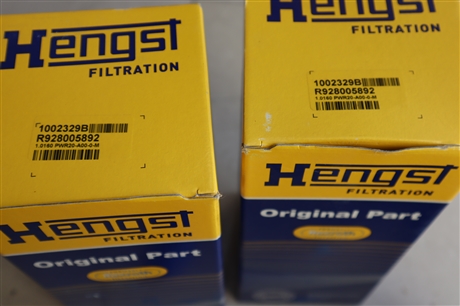 Hengst
FILTRATION
1002329B
R928005892
1.0160 PWR20-A00-0-M
Hengst
FILTRATION
Original Part
Hengst
FILTRATION
1002329B
R928005892
1.0160 PWR20-A00-0-M
Hengst
FILTRATION
Original Part